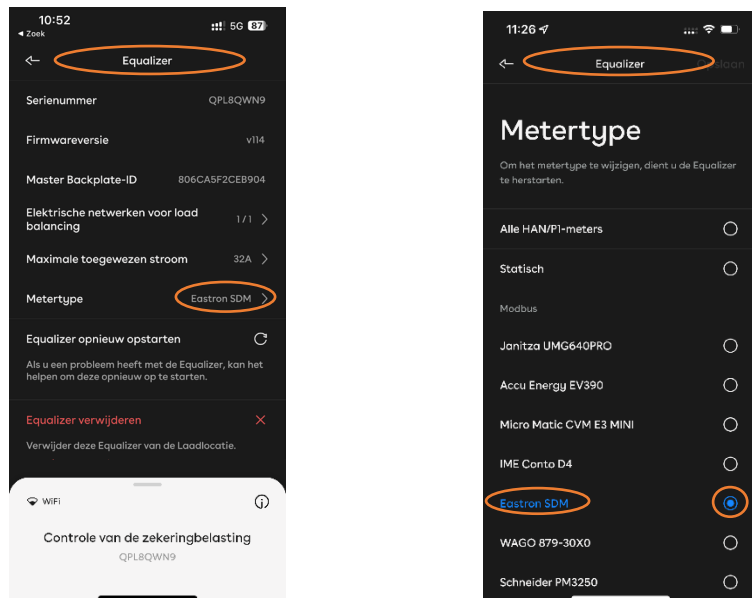 10:52
5G 87
Zoek
Equalizer
Serienummer QPL8QWN9
Firmwareversie v114
Master Backplate-ID 806CA5F2CEB904
Elektrische netwerken voor load
balancing
1/1
Maximale toegewezen stroom 32A
Metertype Eastron SDM
Equalizer opnieuw opstarten
Als u een probleem heeft met de Equalizer, kan het
helpen om deze opnieuw op te starten.
Equalizer verwijderen
Verwijder deze Equalizer van de Laadlocatie.
WiFi
Controle van de zekeringbelasting
QPL8QWN9
11:26
Equalizer Opslaan
Metertype
Om het metertype te wijzigen, dient u de Equalizer
te herstarten.
Alle HAN/P1-meters
Statisch
Modbus
Janitza UMG640PRO
Accu Energy EV390
Micro Matic CVM E3 MINI
IME Conto D4
Eastron SDM
WAGO 879-30X0
Schneider PM3250